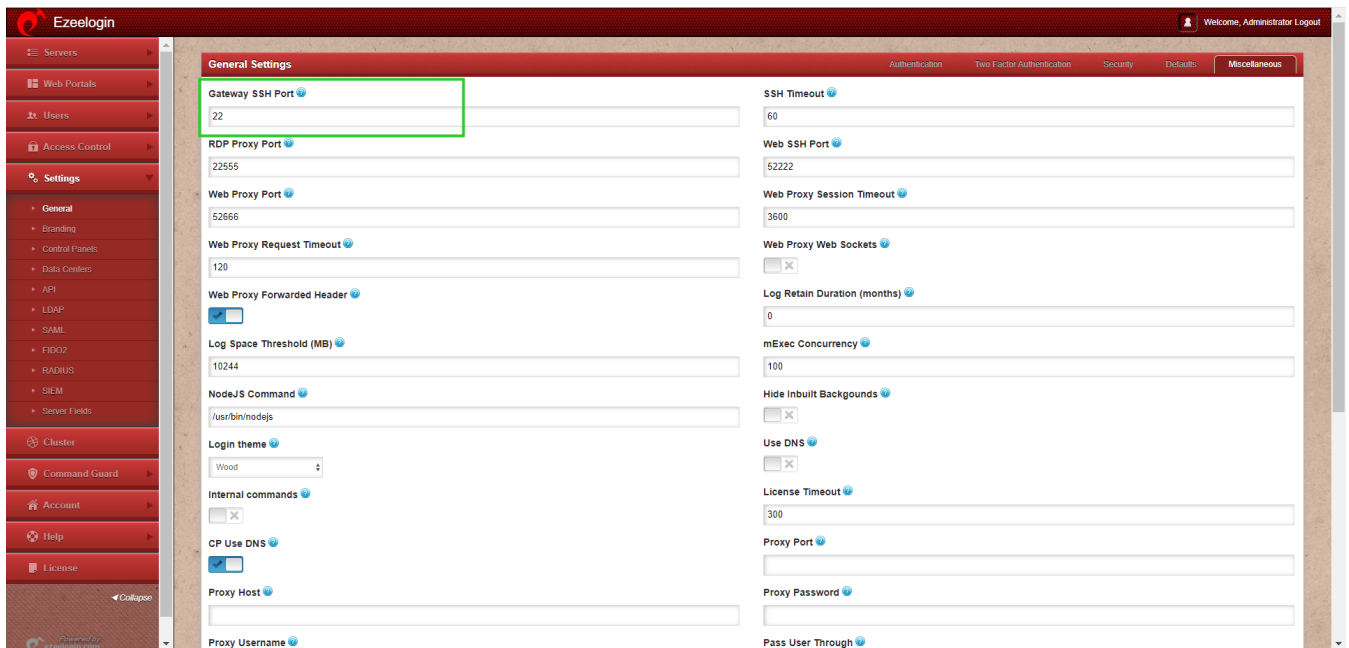 Ezeelogin
Welcome, Administrator Logout
Servers
Web Portals
Users
Access Control
Settings
General
Branding
Control Panels
Data Centers
API
LDAP
SAML
FIDO2
RADIUS
SIEM
Server Fields
Cluster
Command Guard
Account
Help
License
Collapse
Powered by
ezeelogin.com
General Settings
Authentication
Two Factor Authentication
Security
Defaults
Miscellaneous
Gateway SSH Port
22
SSH Timeout
60
RDP Proxy Port
22555
Web SSH Port
52222
Web Proxy Port
52666
Web Proxy Session Timeout
3600
Web Proxy Request Timeout
120
Web Proxy Web Sockets
Web Proxy Forwarded Header
Log Retain Duration (months)
0
Log Space Threshold (MB)
10244
mExec Concurrency
100
NodeJS Command
/usr/bin/nodejs
Hide Inbuilt Backgounds
Login theme
Wood
Use DNS
Internal commands
License Timeout
300
CP Use DNS
Proxy Port
Proxy Host
Proxy Password
Proxy Username
Pass User Through